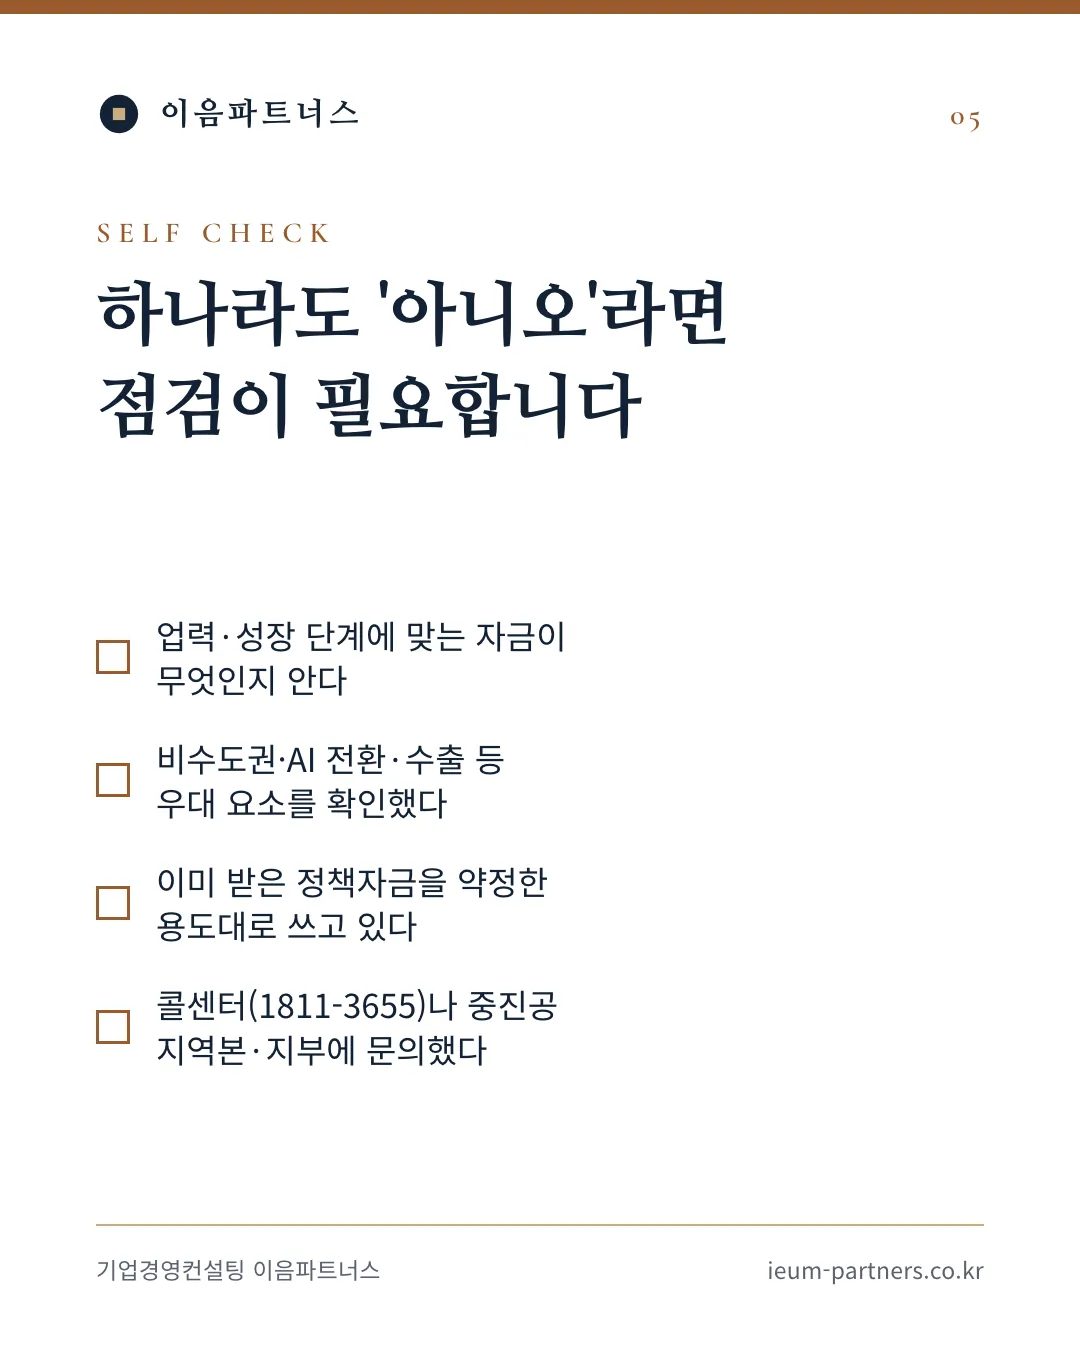 이음파트너스
05
SELF CHECK
하나라도 '아니오'라면
점검이 필요합니다
업력·성장 단계에 맞는 자금이
무엇인지 안다
비수도권·AI 전환·수출 등
우대 요소를 확인했다
이미 받은 정책자금을 약정한
용도대로 쓰고 있다
콜센터(1811-3655)나 중진공
지역본·지부에 문의했다
기업경영컨설팅 이음파트너스
ieum-partners.co.kr